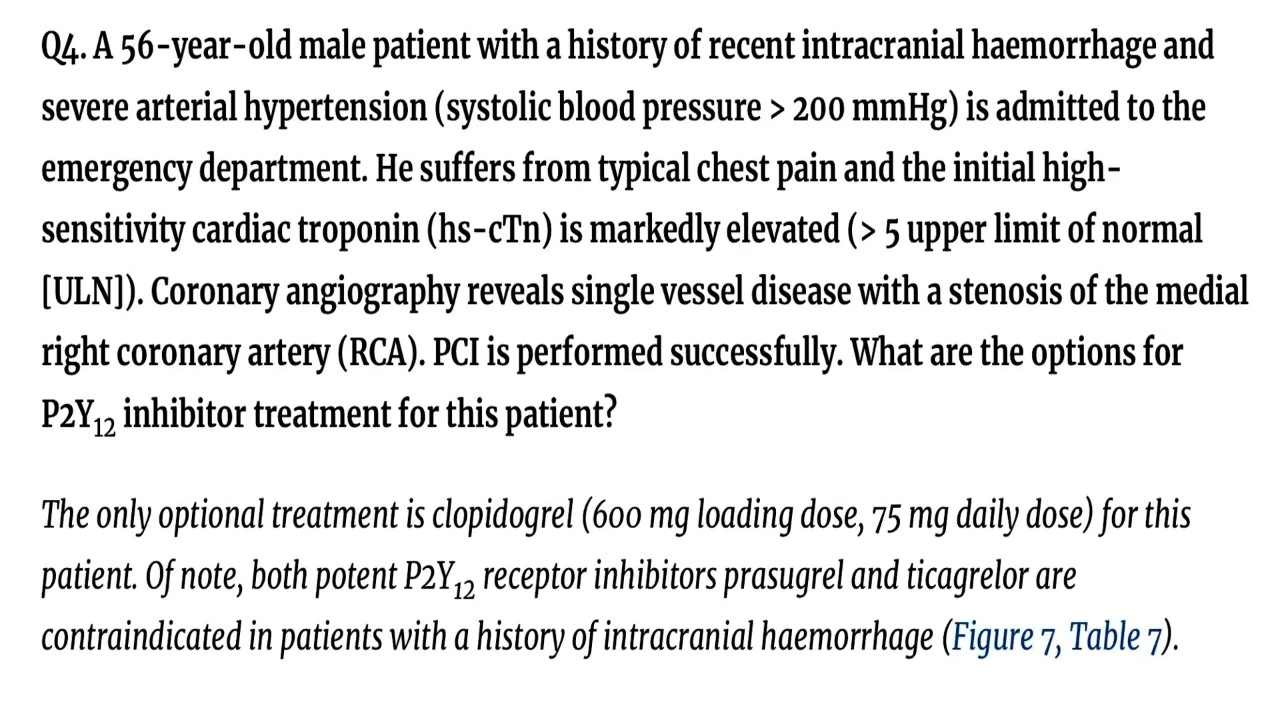 Q4. A 56-year-old male patient with a history of recent intracranial haemorrhage and
severe arterial hypertension (systolic blood pressure > 200 mmHg) is admitted to the
emergency department. He suffers from typical chest pain and the initial high-
sensitivity cardiac troponin (hs-cTn) is markedly elevated (> 5 upper limit of normal
[ULN]). Coronary angiography reveals single vessel disease with a stenosis of the medial
right coronary artery (RCA). PCI is performed successfully. What are the options for
P2Y₁₂ inhibitor treatment for this patient?
The only optional treatment is clopidogrel (600 mg loading dose, 75 mg daily dose) for this
patient. Of note, both potent P2Y₁₂ receptor inhibitors prasugrel and ticagrelor are
contraindicated in patients with a history of intracranial haemorrhage (Figure 7, Table 7).